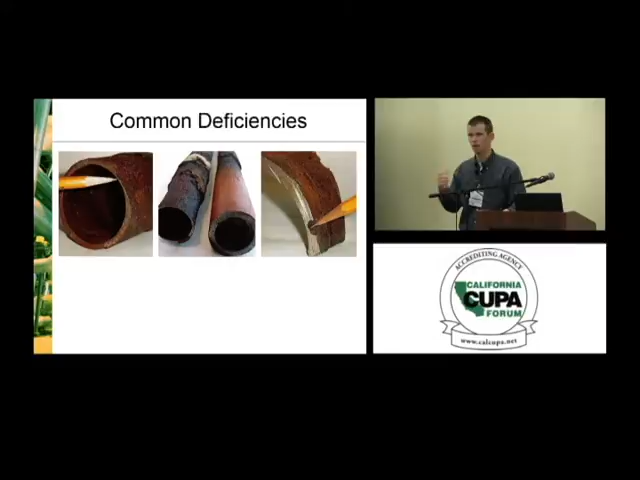 Common Deficiencies
ACCREDITING AGENCY
CALIFORNIA
CUPA
FORUM
www.calcupa.net